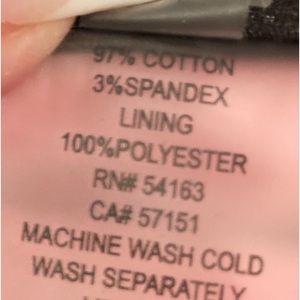 97% COTTON
3%SPANDEX
LINING
100%POLYESTER
RN# 54163
CA# 57151
MACHINE WASH COLD
WASH SEPARATELY